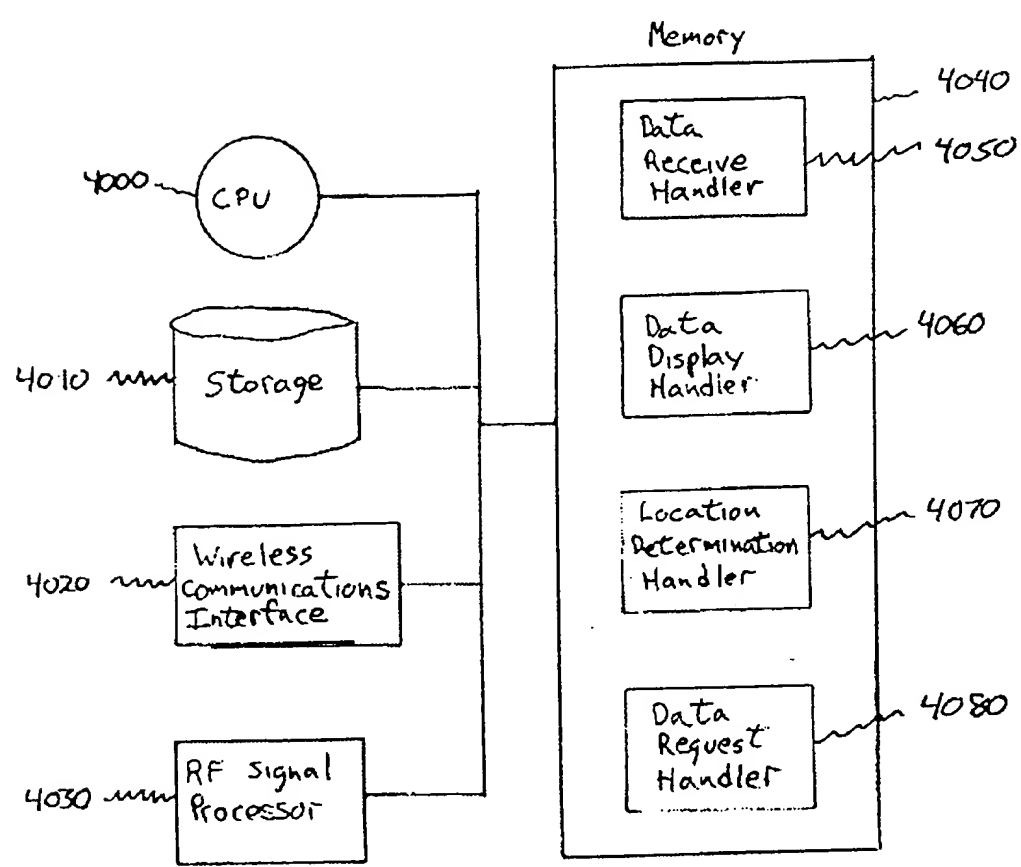 Memory
4040
Data
Receive
Handler
4050
4000
CPU
Data
Display
Handler
4060
4010
Storage
Location
Determination
Handler
4070
4020
Wireless
Communications
Interface
Data
Request
Handler
4080
4030
RF Signal
Processor